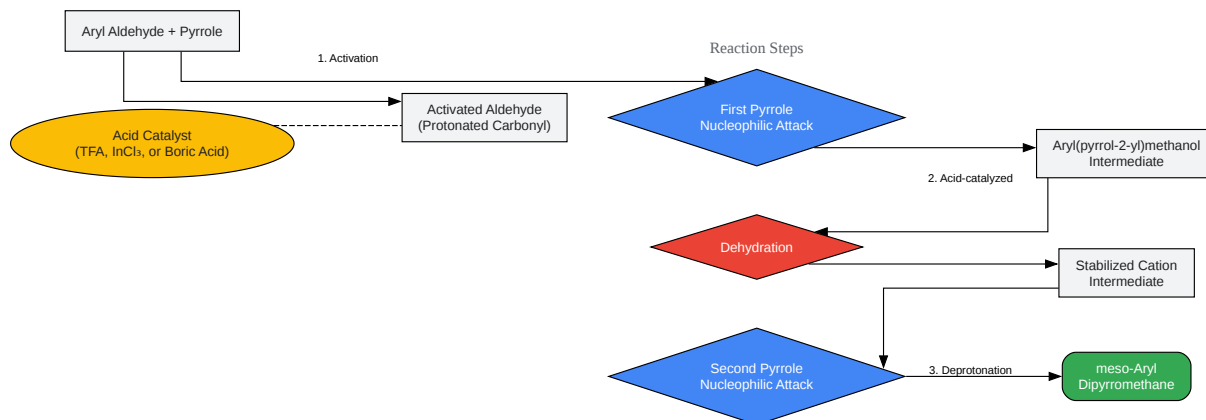 Aryl Aldehyde + Pyrrole
1. Activation
Reaction Steps
Activated Aldehyde
(Protonated Carbonyl)
Acid Catalyst
(TFA, InCl₃, or Boric Acid)
First Pyrrole
Nucleophilic Attack
Aryl(pyrrol-2-yl)methanol
Intermediate
2. Acid-catalyzed
Dehydration
Stabilized Cation
Intermediate
Second Pyrrole
Nucleophilic Attack
3. Deprotonation
meso-Aryl
Dipyrromethane